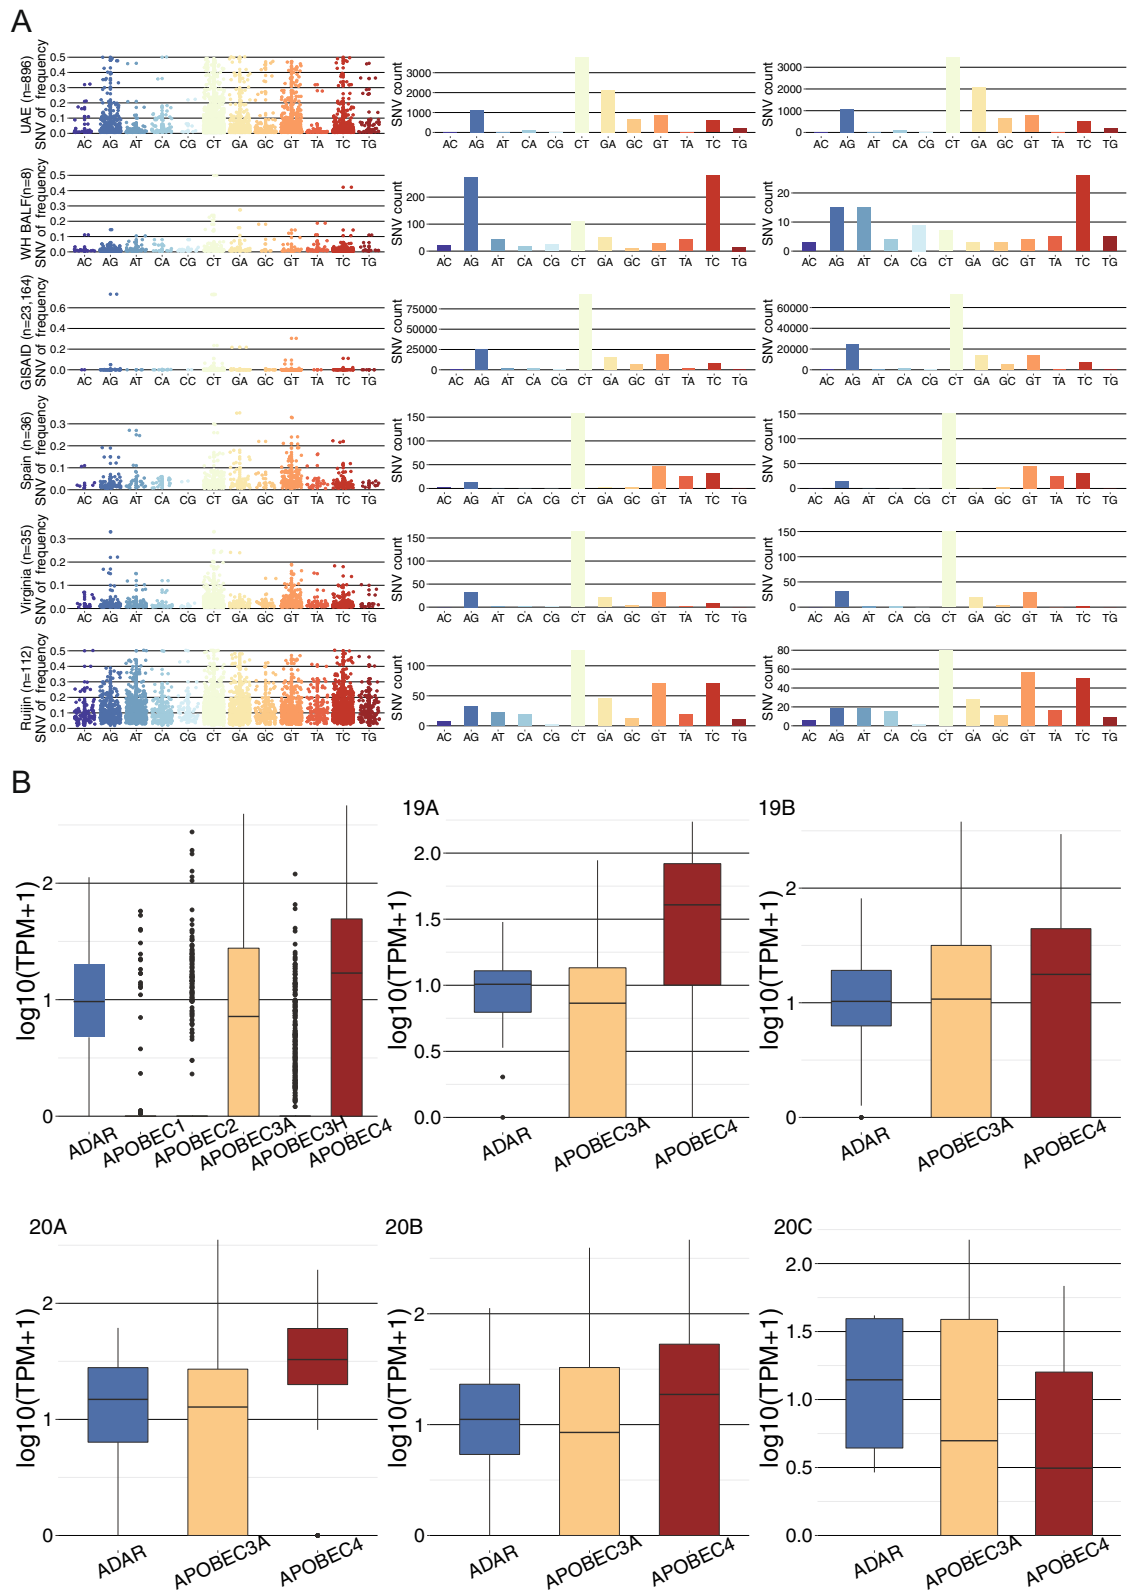 A
UAE (n=896)
SNV of frequency
0.5
0.4
0.3
0.2
0.1
0.0
AC AG AT CA CG CT GA GC GT TA TC TG
SNV count
3000
2000
1000
0
AC AG AT CA CG CT GA GC GT TA TC TG
SNV count
3000
2000
1000
0
AC AG AT CA CG CT GA GC GT TA TC TG
WH BALF(n=8)
SNV of frequency
0.5
0.4
0.3
0.2
0.1
0.0
AC AG AT CA CG CT GA GC GT TA TC TG
SNV count
200
100
0
AC AG AT CA CG CT GA GC GT TA TC TG
SNV count
20
10
0
AC AG AT CA CG CT GA GC GT TA TC TG
GISAID (n=23,164)
SNV of frequency
0.6
0.4
0.2
0.0
AC AG AT CA CC CT GA GC GT TA TC TG
SNV count
75000
50000
25000
0
AC AG AT CA CG CT GA GC GT TA TC TG
SNV count
60000
40000
20000
0
AC AG AT CA CG CT GA GC GT TA TC TG
Spain (n=36)
SNV of frequency
0.3
0.2
0.1
0.0
AC AG AT CA CG CT GA GC GT TA TC TG
SNV count
150
100
50
0
AC AG AT CA CG CT GA GC GT TA TC TG
SNV count
150
100
50
0
AC AG AT CA CG CT GA GC GT TA TC TG
Virginia (n=35)
SNV of frequency
0.3
0.2
0.1
0.0
AC AG AT CA CC CT GA GC GT TA TC TG
SNV count
150
100
50
0
AC AG AT CA CG CT GA GC GT TA TC TG
SNV count
150
100
50
0
AC AG AT CA CG CT GA GC GT TA TC TG
Ruijin (n=112)
SNV of frequency
0.5
0.4
0.3
0.2
0.1
0.0
AC AG AT CA CG CT GA GC GT TA TC TG
SNV count
100
50
0
AC AG AT CA CG CT GA GC GT TA TC TG
SNV count
80
60
40
20
0
AC AG AT CA CG CT GA GC GT TA TC TG
B
log10(TPM+1)
2
1
0
ADAR APOBEC1 APOBEC2 APOBEC3A APOBEC3H APOBEC4
19A
log10(TPM+1)
2.0
1.5
1.0
0.5
0.0
ADAR APOBEC3A APOBEC4
19B
log10(TPM+1)
2
1
0
ADAR APOBEC3A APOBEC4
20A
log10(TPM+1)
2
1
0
ADAR APOBEC3A APOBEC4
20B
log10(TPM+1)
2
1
0
ADAR APOBEC3A APOBEC4
20C
log10(TPM+1)
2.0
1.5
1.0
0.5
0.0
ADAR APOBEC3A APOBEC4